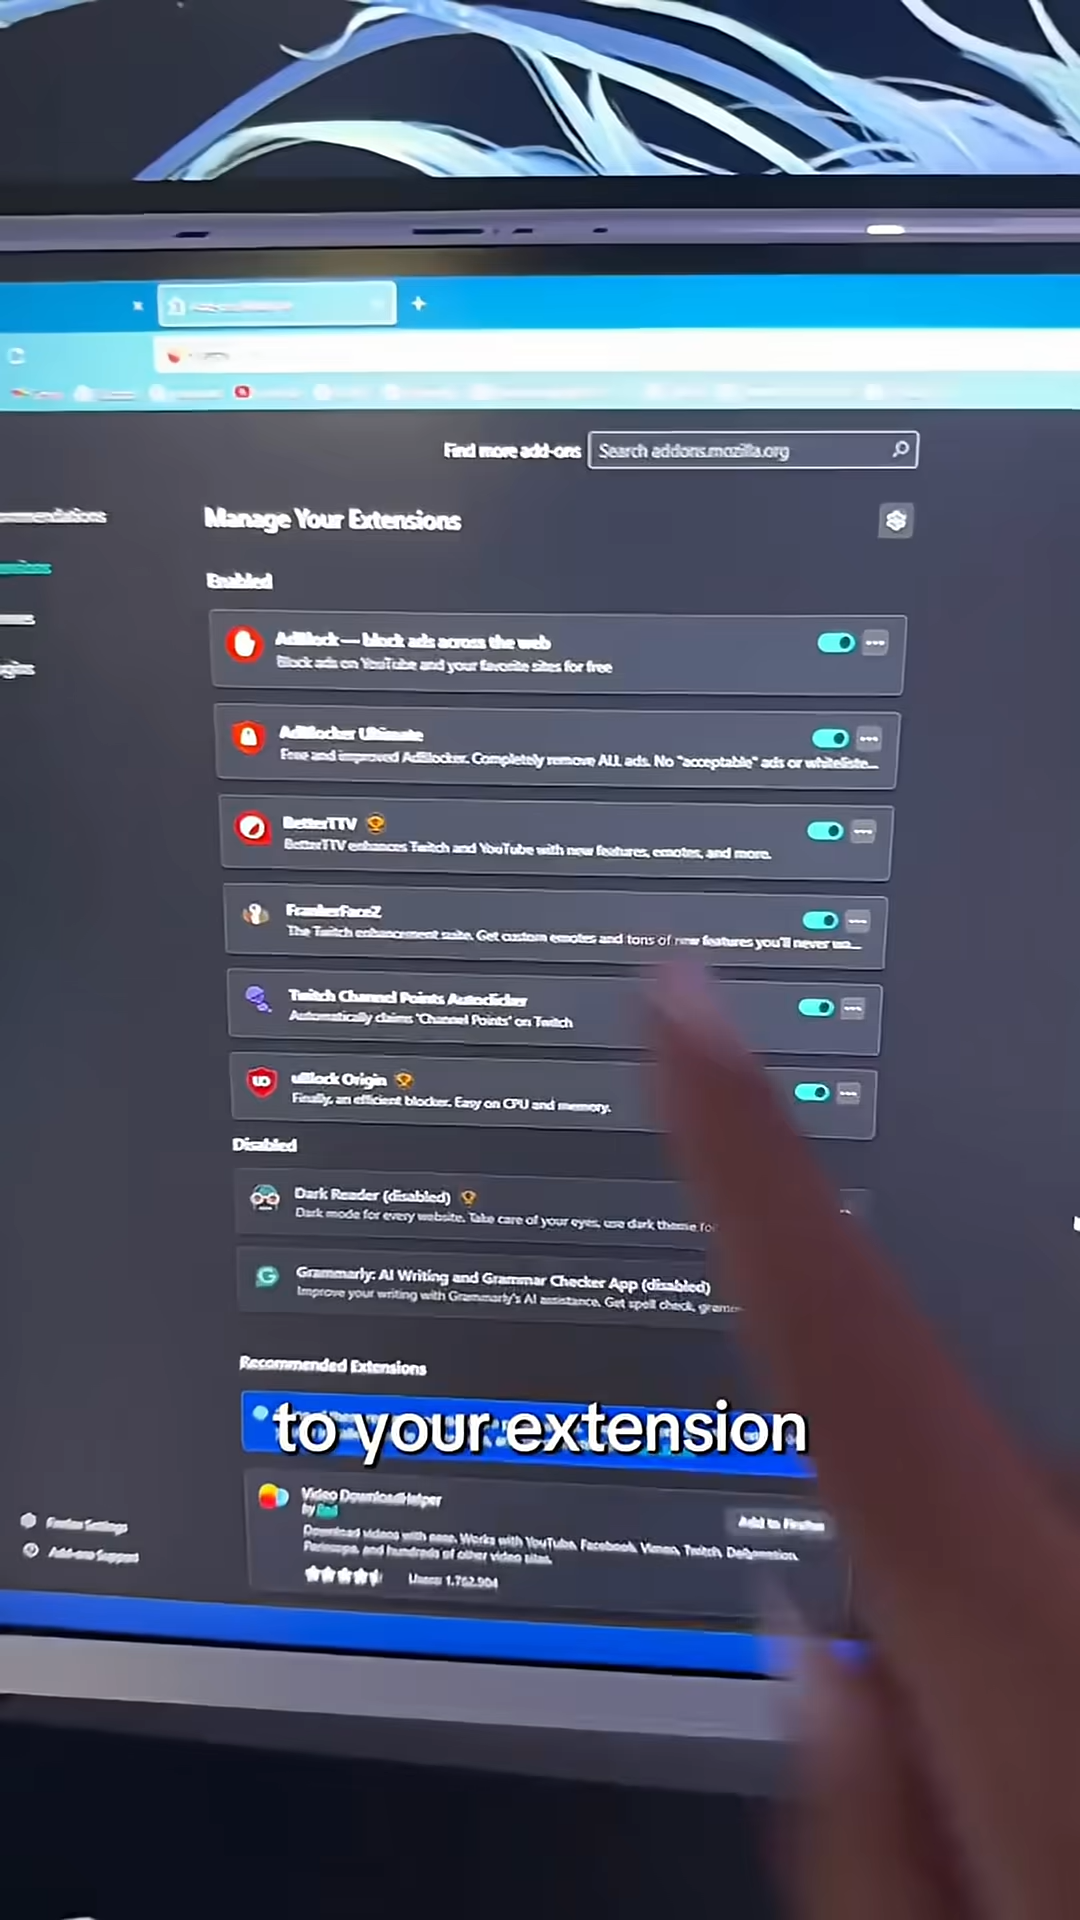 Find more add-ons
Search addons.mozilla.org
Manage Your Extensions
Enabled
AdBlock — block ads across the web
Block ads on YouTube and your favorite sites for free
AdBlocker Ultimate
Free and improved AdBlocker. Completely remove ALL ads. No "acceptable" ads or whiteliste...
BetterTTV
BetterTTV enhances Twitch and YouTube with new features, emotes, and more.
FrankerFaceZ
The Twitch enhancement suite. Get custom emotes and tons of new features you'll never wa...
Twitch Channel Points Autoclicker
Automatically claims 'Channel Points' on Twitch
uBlock Origin
Finally, an efficient blocker. Easy on CPU and memory.
Disabled
Dark Reader (disabled)
Dark mode for every website. Take care of your eyes, use dark theme fo
Grammarly: AI Writing and Grammar Checker App (disabled)
Improve your writing with Grammarly's AI assistance. Get spell check, gramm
Recommended Extensions
to your extension
Video DownloadHelper
by
Add to Firefox
Download videos with ease. Works with YouTube, Facebook, Vimeo, Twitch, Dailymotion,
Periscope, and hundreds of other video sites.
Users: 1,762,904
Firefox Settings
Add-ons Support